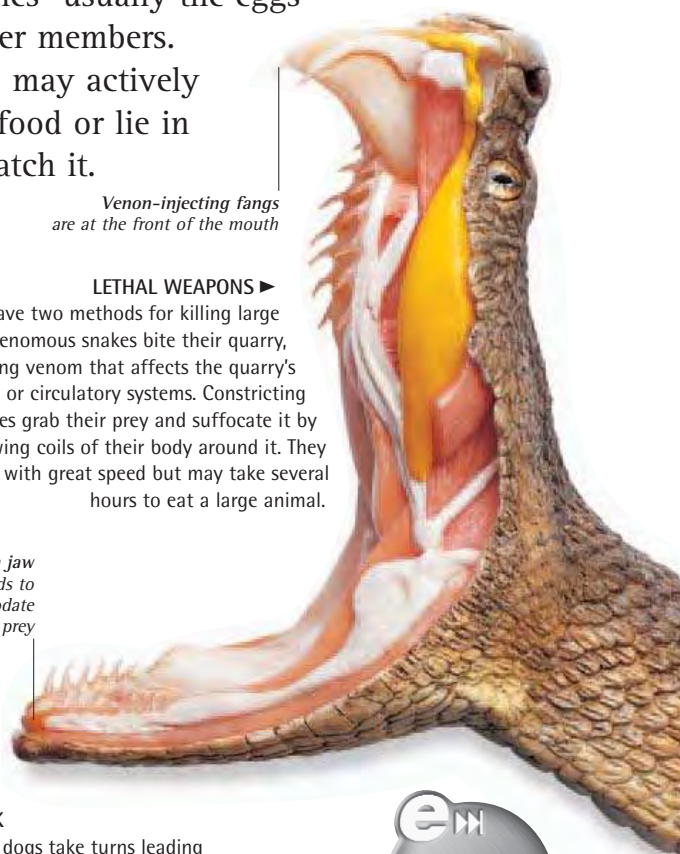 usually the eggs
er members.
may actively
food or lie in
atch it.
Venon-injecting fangs
are at the front of the mouth
LETHAL WEAPONS ►
ave two methods for killing large
enomous snakes bite their quarry,
ng venom that affects the quarry's
or circulatory systems. Constricting
es grab their prey and suffocate it by
wing coils of their body around it. They
with great speed but may take several
hours to eat a large animal.
jaw
ds to
odate
prey
dogs take turns leading
e